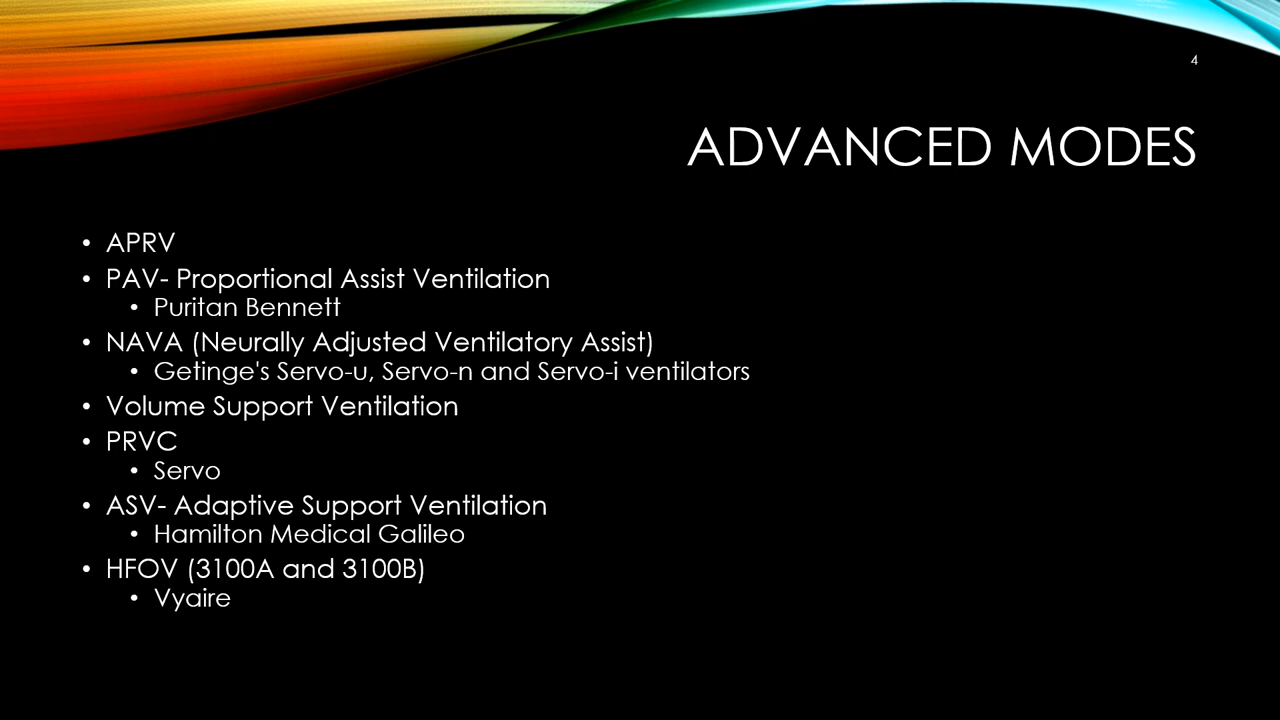 4
ADVANCED MODES
• APRV
• PAV- Proportional Assist Ventilation
• Puritan Bennett
• NAVA (Neurally Adjusted Ventilatory Assist)
• Getinge's Servo-u, Servo-n and Servo-i ventilators
• Volume Support Ventilation
• PRVC
• Servo
• ASV- Adaptive Support Ventilation
• Hamilton Medical Galileo
• HFOV (3100A and 3100B)
• Vyaire